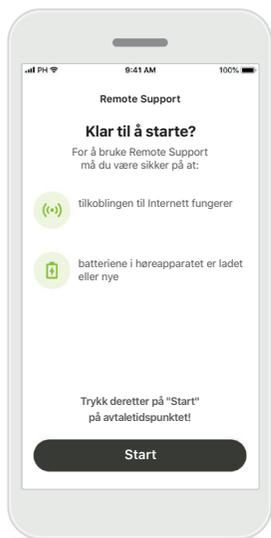 PH 9:41 AM 100%
Remote Support
Klar til å starte?
For å bruke Remote Support
må du være sikker på at:
tilkoblingen til Internett fungerer
batteriene i høreapparatet er ladet
eller nye
Trykk deretter på "Start"
på avtaletidspunktet!
Start